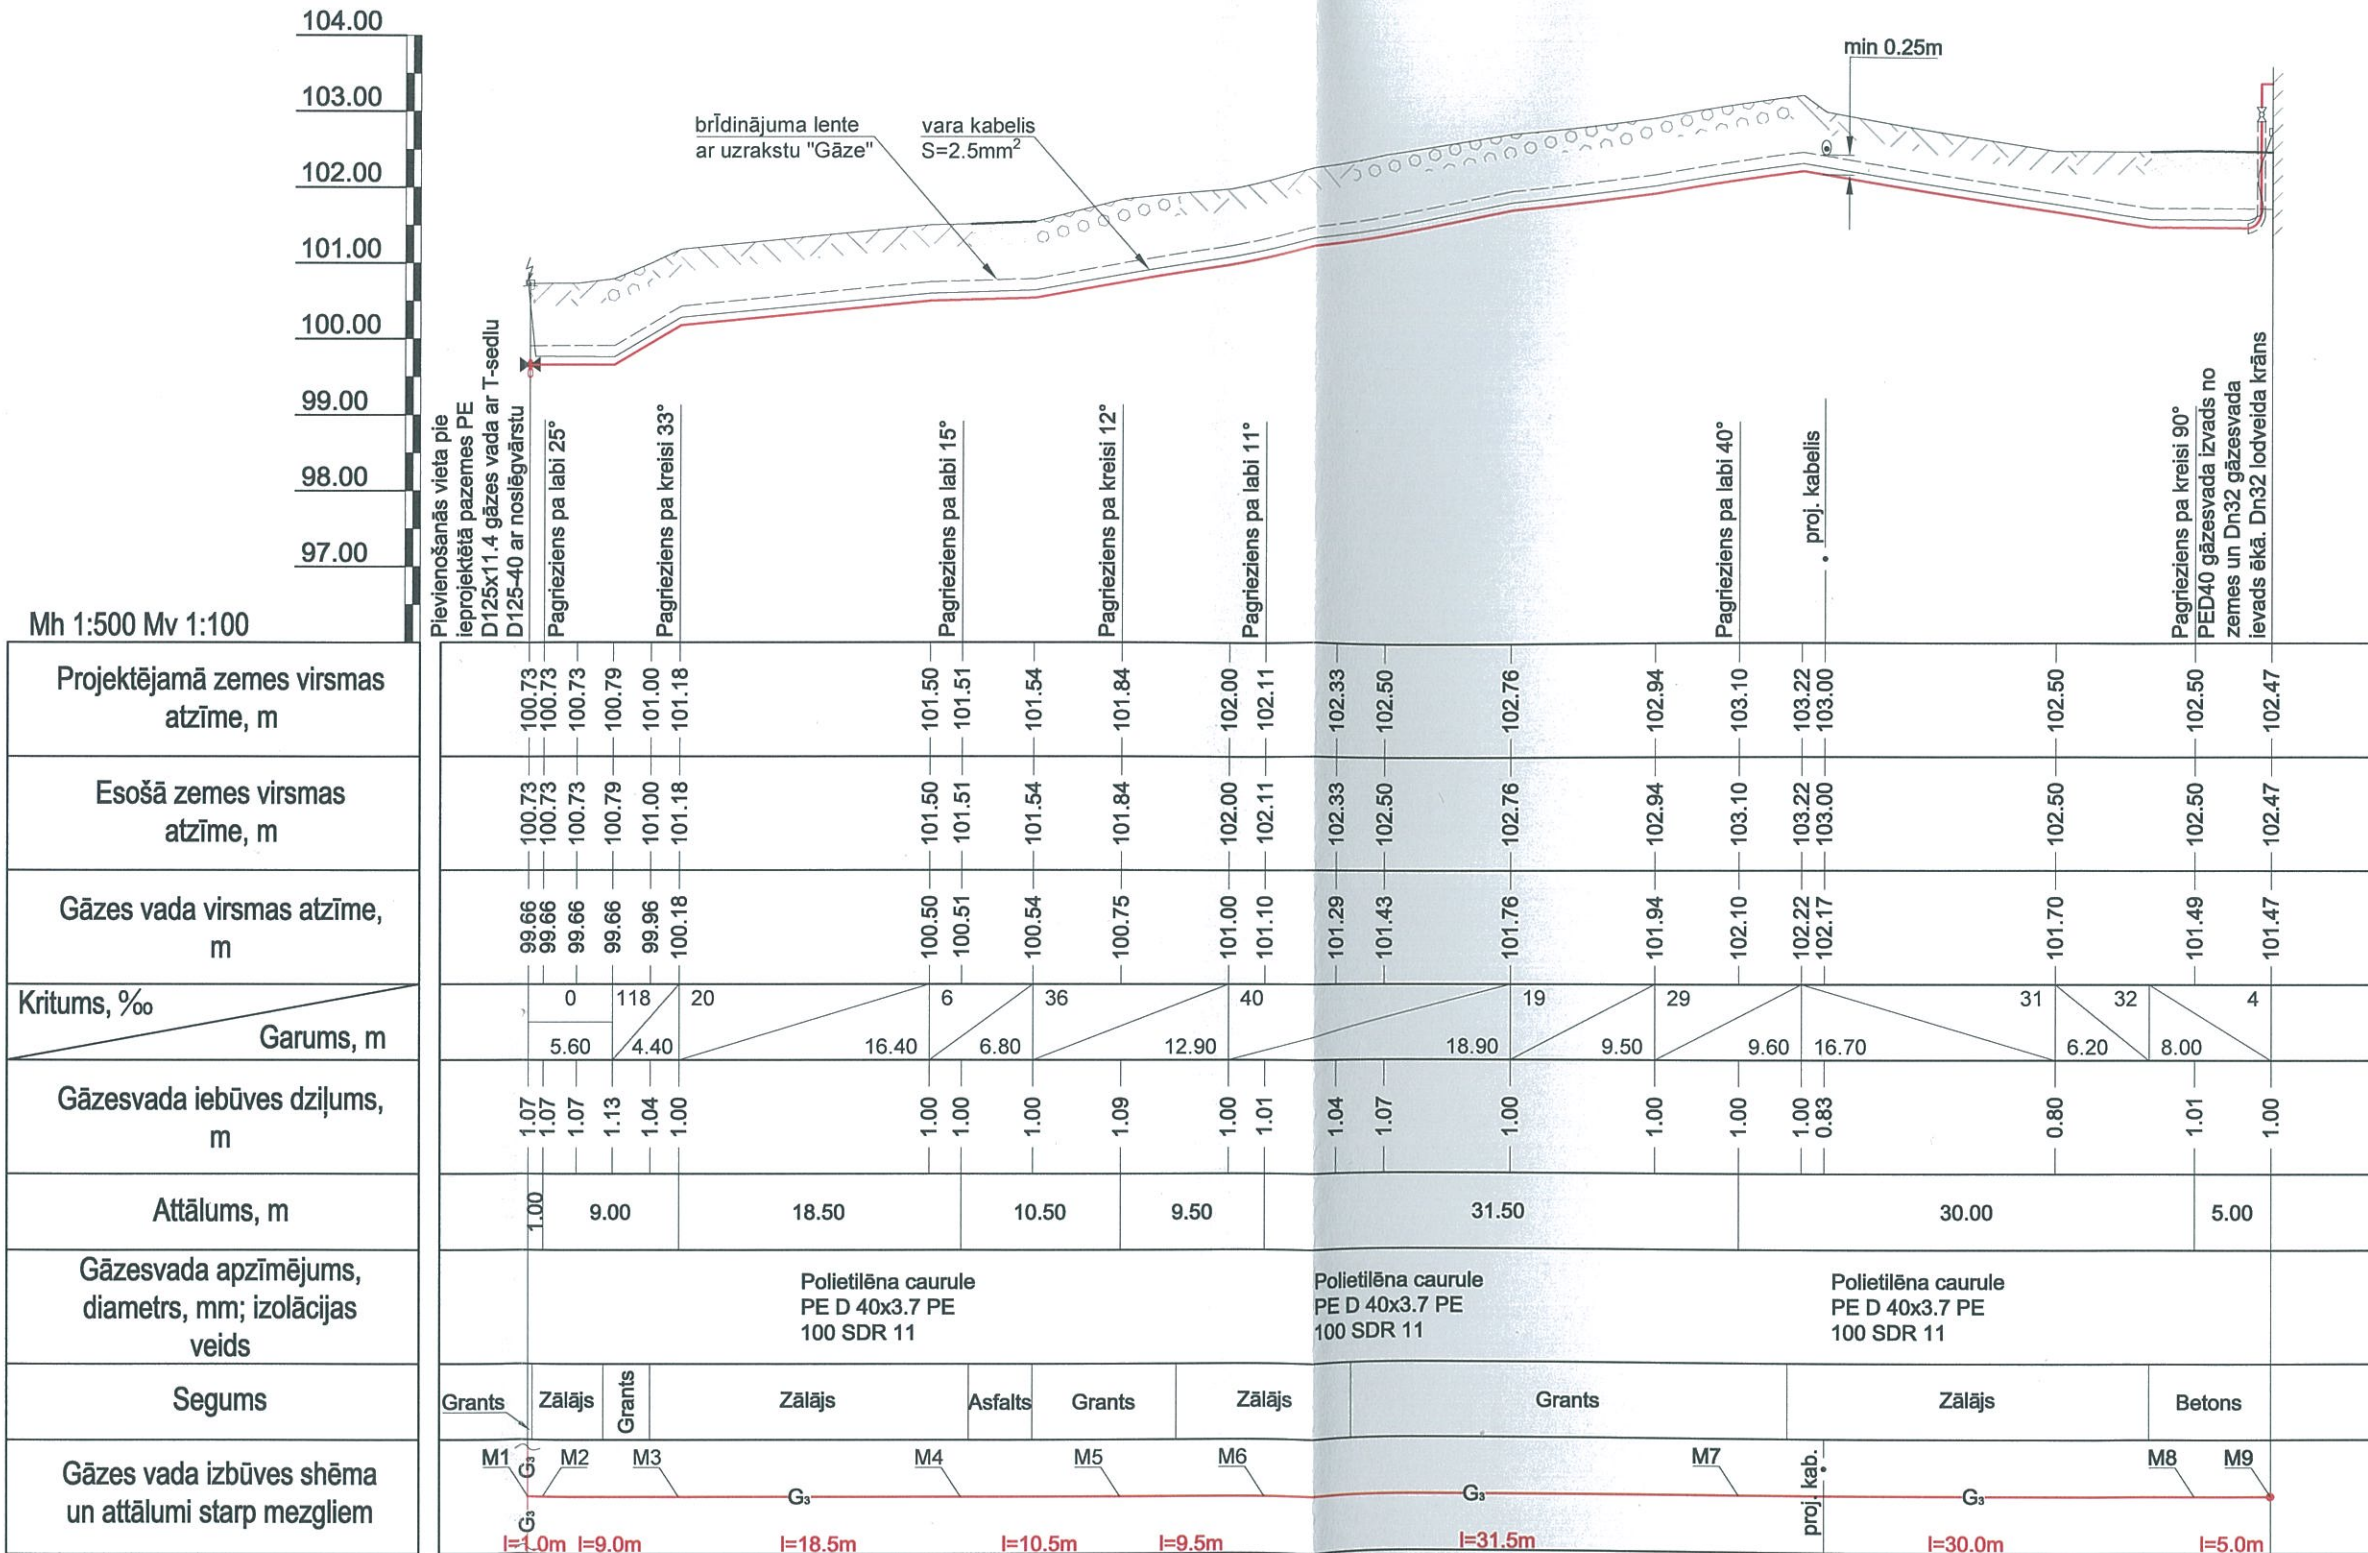 104.00
103.00
102.00
101.00
100.00
99.00
98.00
97.00
Mh 1:500 Mv 1:100
brīdinājuma lente
ar uzrakstu "Gāze"
vara kabelis
S=2.5mm²
min 0.25m
Pievienošanās vieta pie
ieprojektētā pazemes PE
D125x11.4 gāzes vada ar T-sedlu
D125-40 ar noslēgvārstu
Pagrieziens pa labi 25°
Pagrieziens pa kreisi 33°
Pagrieziens pa labi 15°
Pagrieziens pa kreisi 12°
Pagrieziens pa labi 11°
Pagrieziens pa labi 40°
proj. kabelis
Pagrieziens pa kreisi 90°
PED40 gāzesvada izvads no
zemes un Dn32 gāzesvada
ievads ēkā. Dn32 lodveida krāns
Projektējamā zemes virsmas
atzīme, m
100.73 100.73 100.73 100.79 101.00 101.18 101.50 101.51 101.54 101.84 102.00 102.11 102.33 102.50 102.76 102.94 103.10 103.22 103.00 102.50 102.50 102.47
Esošā zemes virsmas
atzīme, m
100.73 100.73 100.73 100.79 101.00 101.18 101.50 101.51 101.54 101.84 102.00 102.11 102.33 102.50 102.76 102.94 103.10 103.22 103.00 102.50 102.50 102.47
Gāzes vada virsmas atzīme,
m
99.66 99.66 99.66 99.66 99.96 100.18 100.50 100.51 100.54 100.75 101.00 101.10 101.29 101.43 101.76 101.94 102.10 102.22 102.17 101.70 101.49 101.47
Kritums, ‰
0 118 20 6 36 40 19 29 31 32 4
Garums, m
5.60 4.40 16.40 6.80 12.90 18.90 9.50 9.60 16.70 6.20 8.00
Gāzesvada iebūves dziļums,
m
1.07 1.07 1.07 1.13 1.04 1.00 1.00 1.00 1.00 1.09 1.00 1.01 1.04 1.07 1.00 1.00 1.00 1.00 0.83 0.80 1.01 1.00
Attālums, m
1.00 9.00 18.50 10.50 9.50 31.50 30.00 5.00
Gāzesvada apzīmējums,
diametrs, mm; izolācijas
veids
Polietilēna caurule
PE D 40x3.7 PE
100 SDR 11
Polietilēna caurule
PE D 40x3.7 PE
100 SDR 11
Polietilēna caurule
PE D 40x3.7 PE
100 SDR 11
Segums
Grants Zālājs Grants Zālājs Asfalts Grants Zālājs Grants Zālājs Betons
Gāzes vada izbūves shēma
un attālumi starp mezgliem
M1 M2 M3 M4 M5 M6 M7 M8 M9
G₃ G₃ G₃ G₃ G₃
proj. kab.
l=1.0m l=9.0m l=18.5m l=10.5m l=9.5m l=31.5m l=30.0m l=5.0m